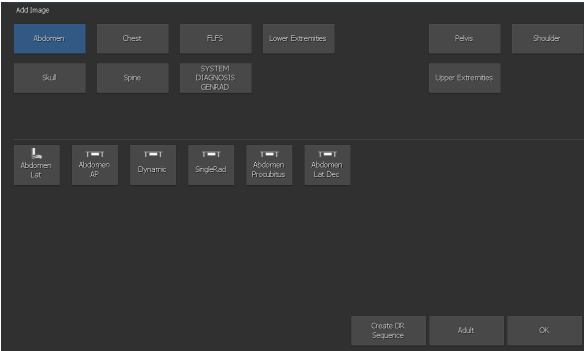 Add Image
Abdomen
Chest
FLFS
Lower Extremities
Pelvis
Shoulder
Skull
Spine
SYSTEM
DIAGNOSIS
GENRAD
Upper Extremities
Abdomen
Lat
Abdomen
AP
Dynamic
SingleRad
Abdomen
Procubitus
Abdomen
Lat Dec
Create DR
Sequence
Adult
OK